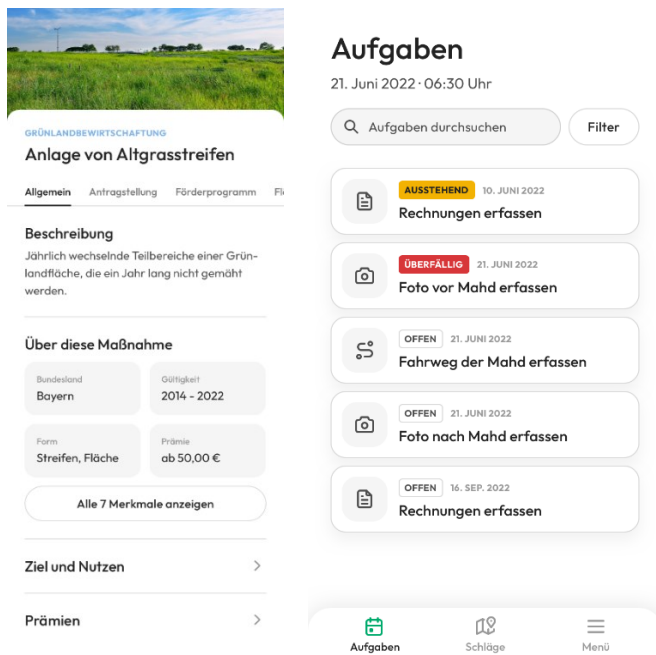 GRÜNLANDBEWIRTSCHAFTUNG
Anlage von Altgrasstreifen
Allgemein Antragstellung Förderprogramm Fl
Beschreibung
Jährlich wechselnde Teilbereiche einer Grün-
landfläche, die ein Jahr lang nicht gemäht
werden.
Über diese Maßnahme
Bundesland
Bayern
Gültigkeit
2014 - 2022
Form
Streifen, Fläche
Prämie
ab 50,00 €
Alle 7 Merkmale anzeigen
Ziel und Nutzen
Prämien
Aufgaben
21. Juni 2022 · 06:30 Uhr
Aufgaben durchsuchen
Filter
AUSSTEHEND 10. JUNI 2022
Rechnungen erfassen
ÜBERFÄLLIG 21. JUNI 2022
Foto vor Mahd erfassen
OFFEN 21. JUNI 2022
Fahrweg der Mahd erfassen
OFFEN 21. JUNI 2022
Foto nach Mahd erfassen
OFFEN 16. SEP. 2022
Rechnungen erfassen
Aufgaben Schläge Menü